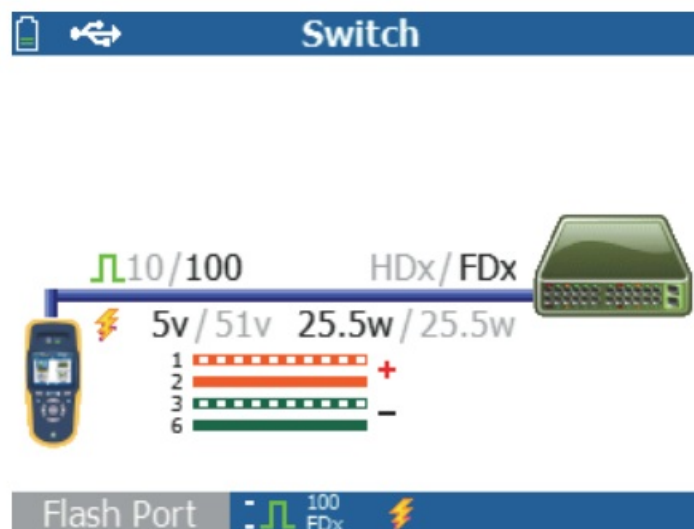 Switch
10/100 HDx/FDx
5v/51v 25.5w/25.5w
1
+
2
3
−
6
Flash Port 100
FDx